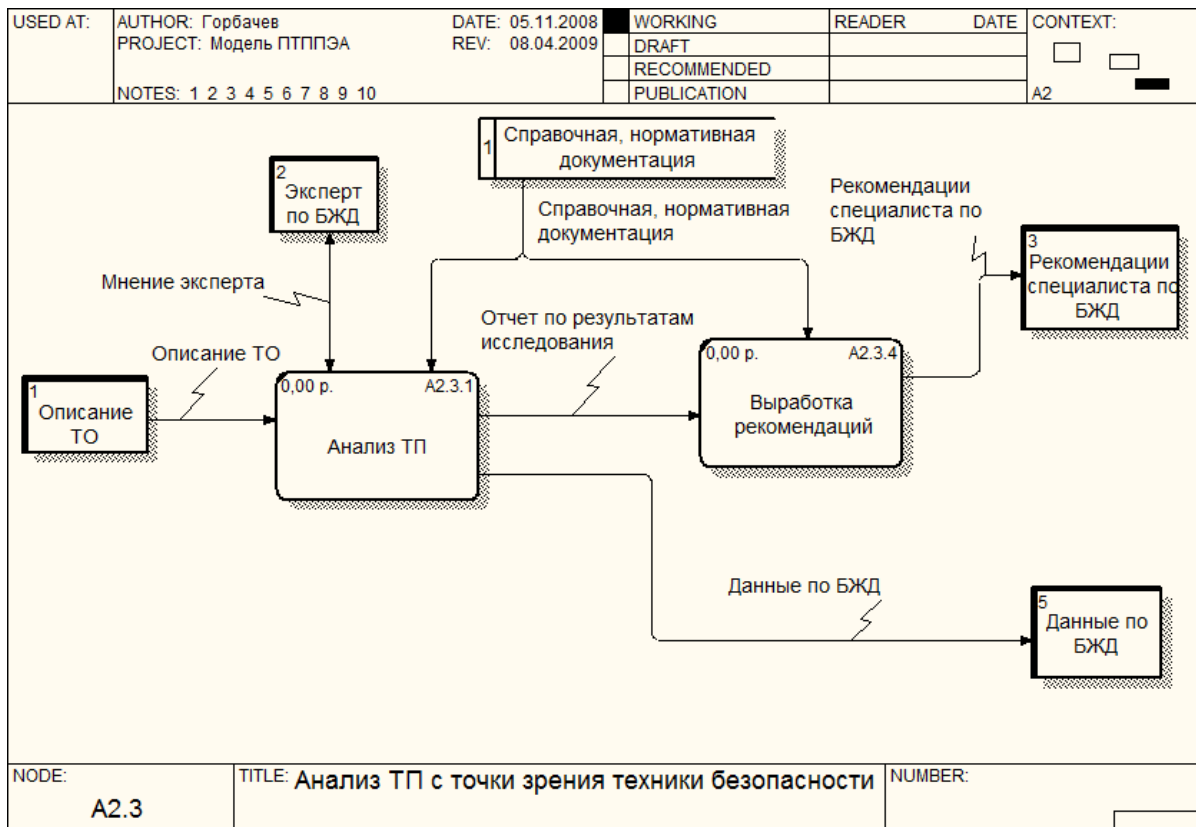 USED AT:
AUTHOR: Горбачев
DATE: 05.11.2008
WORKING
READER
DATE
CONTEXT:
PROJECT: Модель ПТППЭА
REV: 08.04.2009
DRAFT
RECOMMENDED
NOTES: 1 2 3 4 5 6 7 8 9 10
PUBLICATION
A2
1
Справочная, нормативная
документация
2
Эксперт
по БЖД
Справочная, нормативная
документация
Рекомендации
специалиста по
БЖД
3
Рекомендации
специалиста по
БЖД
Мнение эксперта
Отчет по результатам
исследования
Описание ТО
1
Описание
ТО
0,00 р.
A2.3.1
Анализ ТП
0,00 р.
A2.3.4
Выработка
рекомендаций
Данные по БЖД
5
Данные по
БЖД
NODE:
A2.3
TITLE: Анализ ТП с точки зрения техники безопасности
NUMBER: